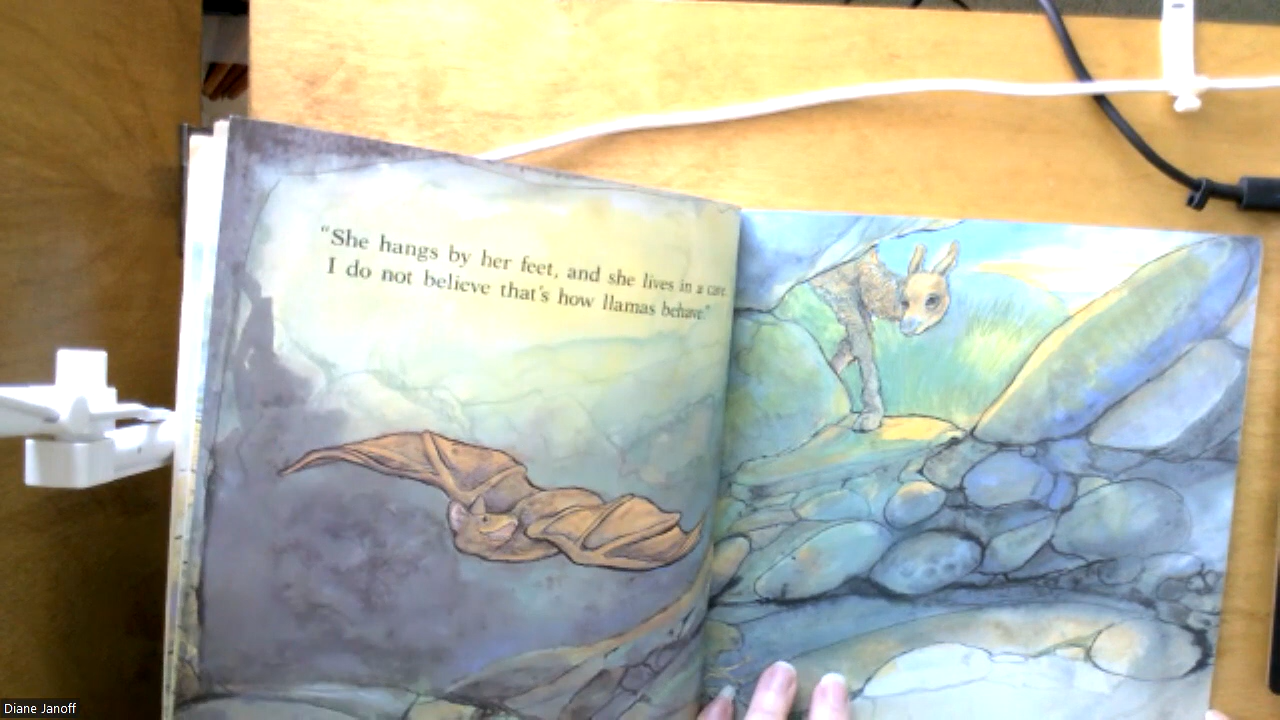 “She hangs by her feet, and she lives in a cave.
I do not believe that’s how llamas behave.”
Diane Janoff